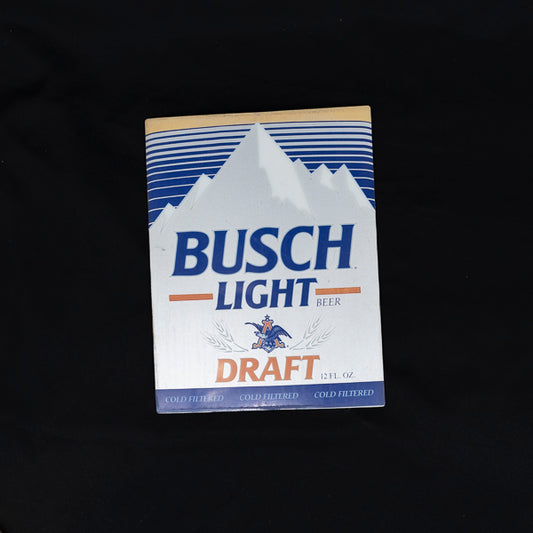 BUSCH
LIGHT
BEER
DRAFT
12 FL. OZ.
COLD FILTERED COLD FILTERED COLD FILTERED